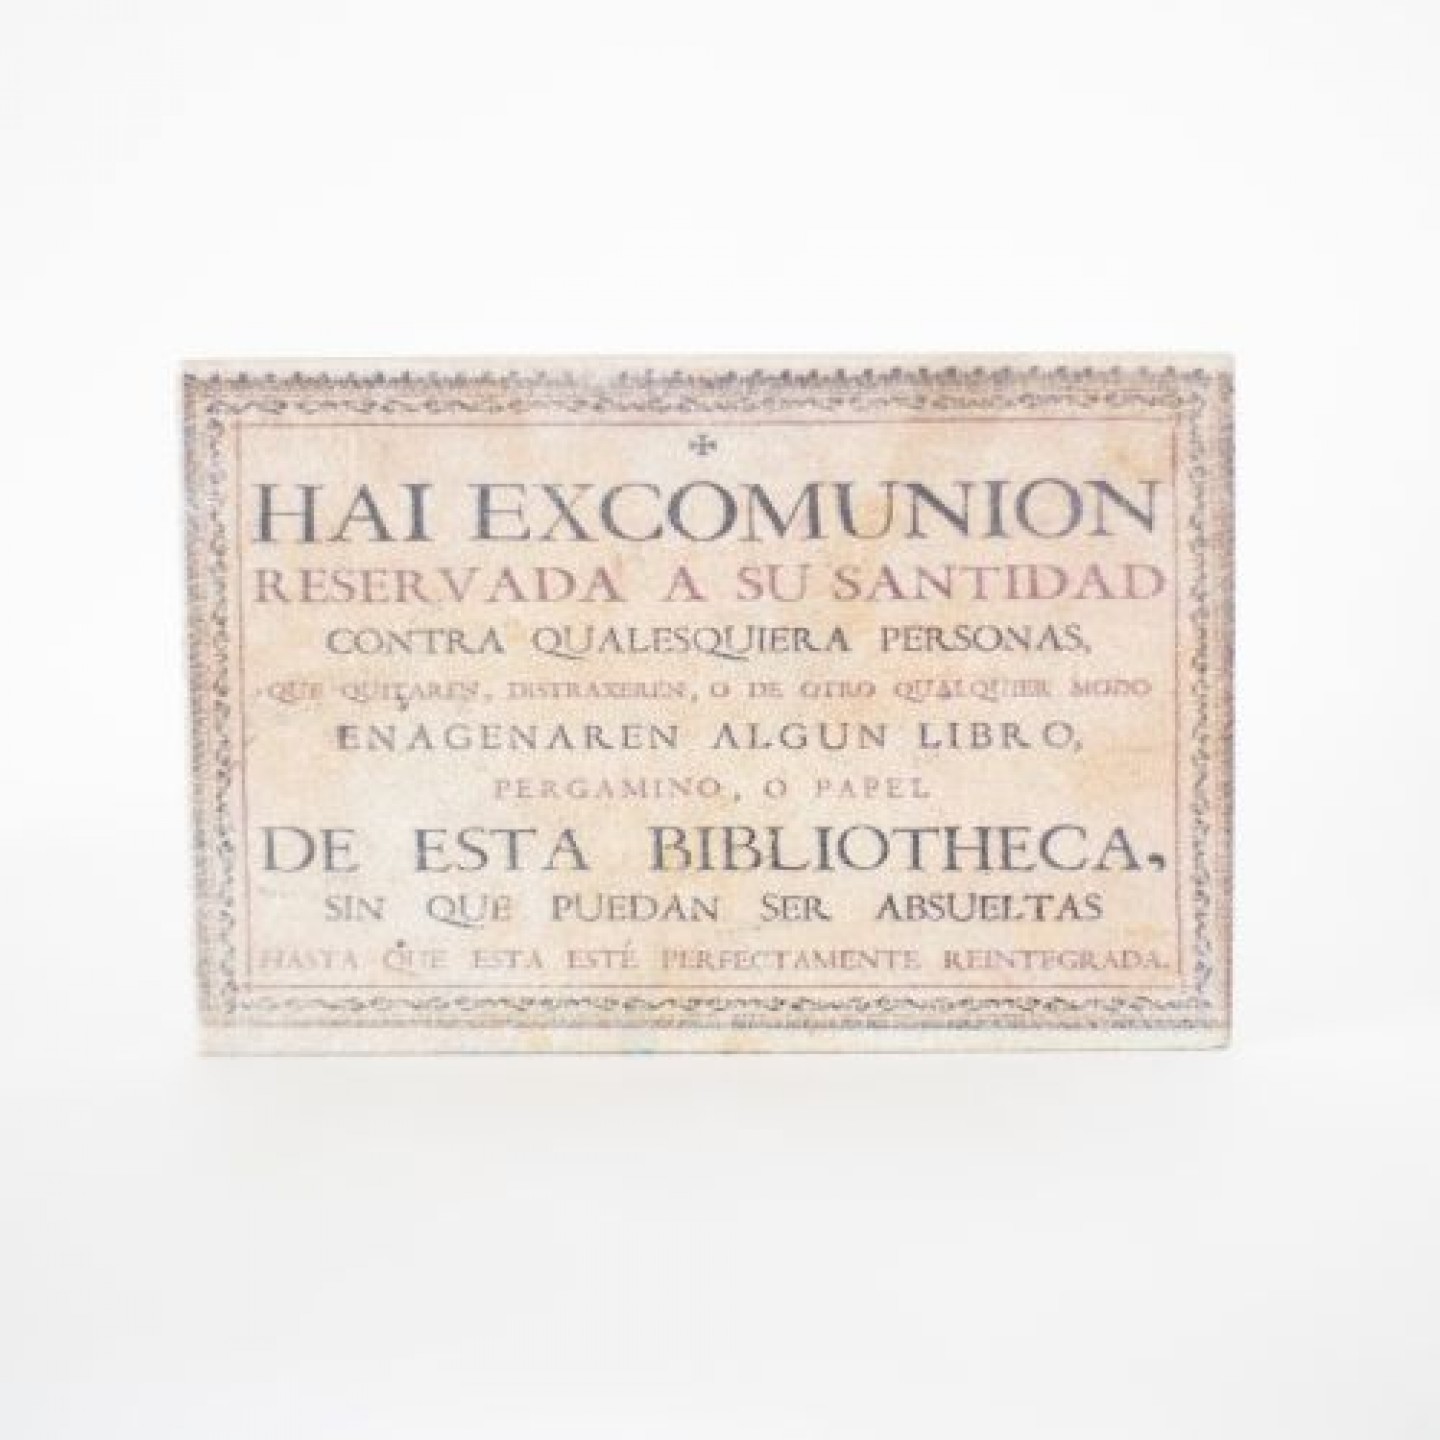 HAI EXCOMUNION
RESERVADA A SU SANTIDAD
CONTRA QUALESQUIERA PERSONAS,
QUE QUITAREN, DISTRAXEREN, O DE OTRO QUALQUIER MODO
ENAGENAREN ALGUN LIBRO,
PERGAMINO, O PAPEL
DE ESTA BIBLIOTHECA,
SIN QUE PUEDAN SER ABSUELTAS
HASTA QUE ESTA ESTÉ PERFECTAMENTE REINTEGRADA.